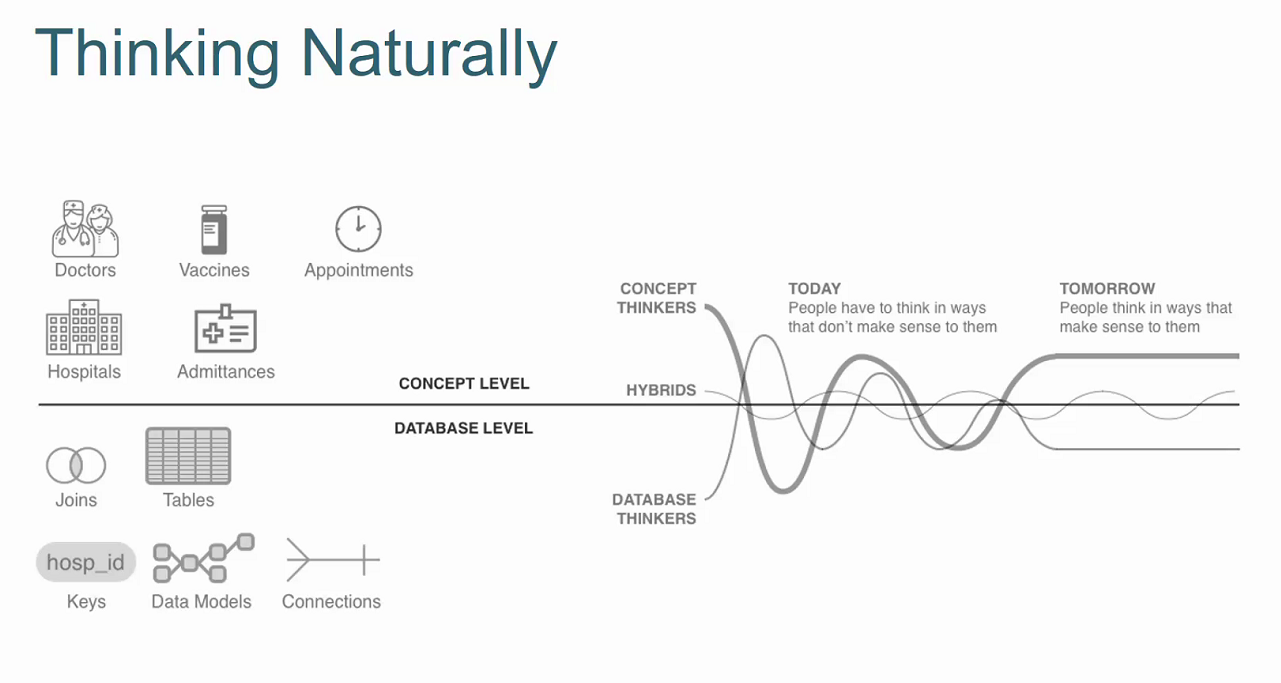 Thinking Naturally
Doctors
Vaccines
Appointments
Hospitals
Admittances
CONCEPT LEVEL
DATABASE LEVEL
Joins
Tables
hosp_id
Keys
Data Models
Connections
CONCEPT
THINKERS
TODAY
People have to think in ways
that don't make sense to them
TOMORROW
People think in ways that
make sense to them
HYBRIDS
DATABASE
THINKERS